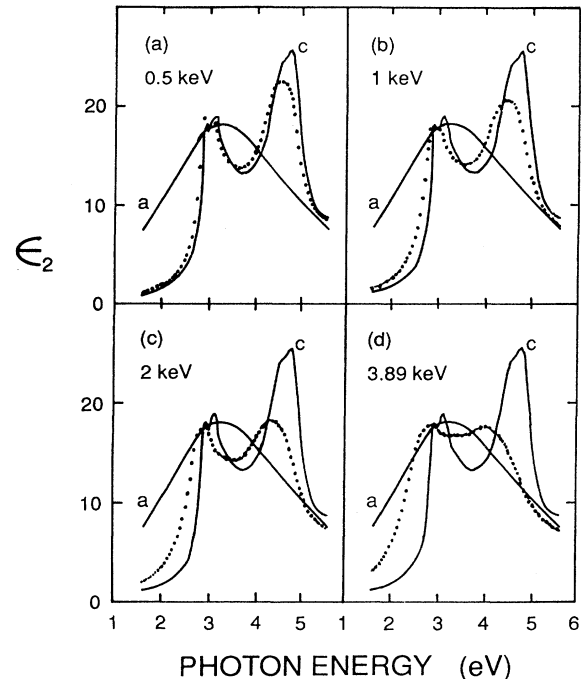 (a)
0.5 keV
c
a
(b)
1 keV
c
a
20
10
0
ϵ2
(c)
2 keV
c
a
(d)
3.89 keV
c
a
20
10
0
1 2 3 4 5 1 2 3 4 5 6
PHOTON ENERGY (eV)